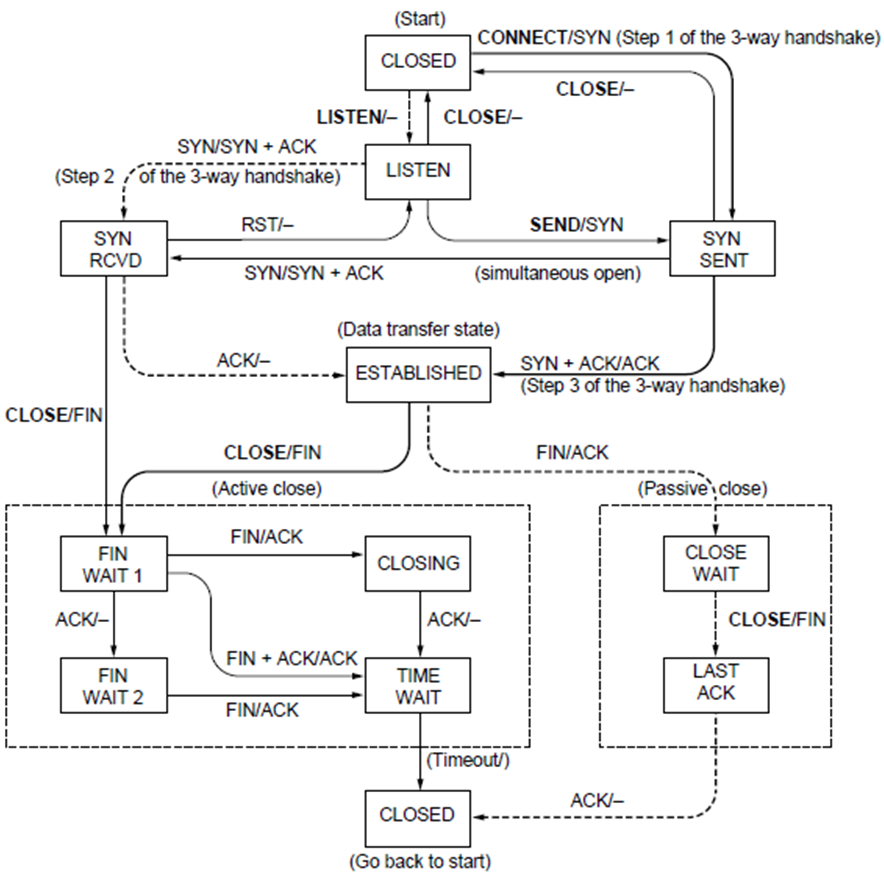 (Start)
CLOSED
CONNECT/SYN (Step 1 of the 3-way handshake)
CLOSE/–
LISTEN/–
CLOSE/–
SYN/SYN + ACK
(Step 2 of the 3-way handshake)
LISTEN
RST/–
SEND/SYN
SYN
RCVD
SYN
SENT
SYN/SYN + ACK
(simultaneous open)
(Data transfer state)
ACK/–
ESTABLISHED
SYN + ACK/ACK
(Step 3 of the 3-way handshake)
CLOSE/FIN
CLOSE/FIN
FIN/ACK
(Active close)
(Passive close)
FIN
WAIT 1
FIN/ACK
CLOSING
CLOSE
WAIT
ACK/–
ACK/–
CLOSE/FIN
FIN + ACK/ACK
FIN
WAIT 2
FIN/ACK
TIME
WAIT
LAST
ACK
(Timeout/)
CLOSED
ACK/–
(Go back to start)